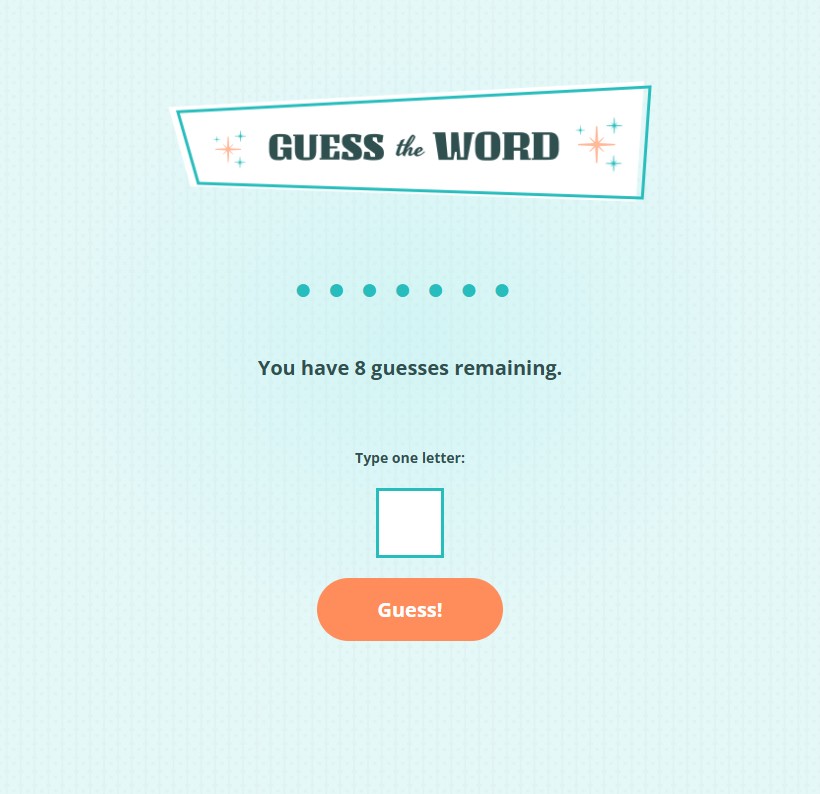 GUESS the WORD
● ● ● ● ● ● ●
You have 8 guesses remaining.
Type one letter:
Guess!